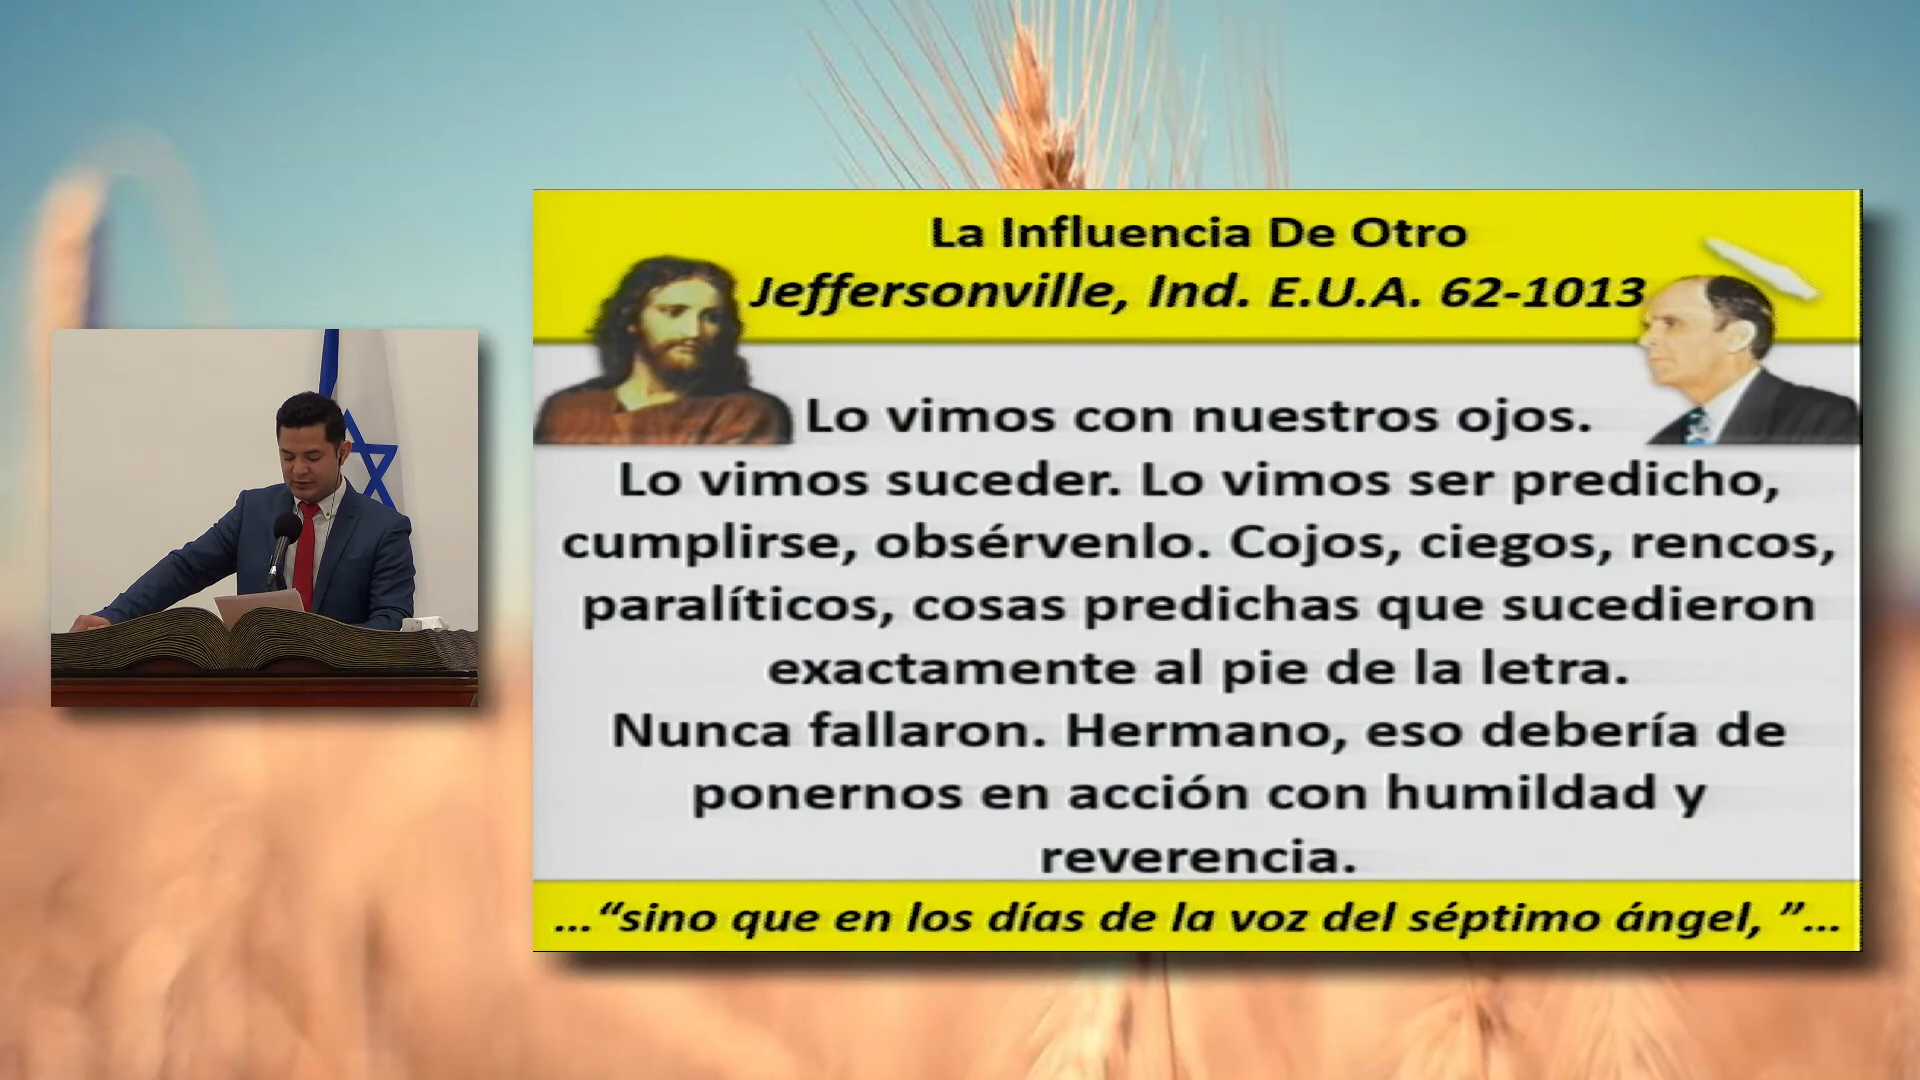 La Influencia De Otro
Jeffersonville, Ind. E.U.A. 62-1013
Lo vimos con nuestros ojos.
Lo vimos suceder. Lo vimos ser predicho,
cumplirse, obsérvenlo. Cojos, ciegos, rencos,
paralíticos, cosas predichas que sucedieron
exactamente al pie de la letra.
Nunca fallaron. Hermano, eso debería de
ponernos en acción con humildad y
reverencia.
...“sino que en los días de la voz del séptimo ángel, ”...